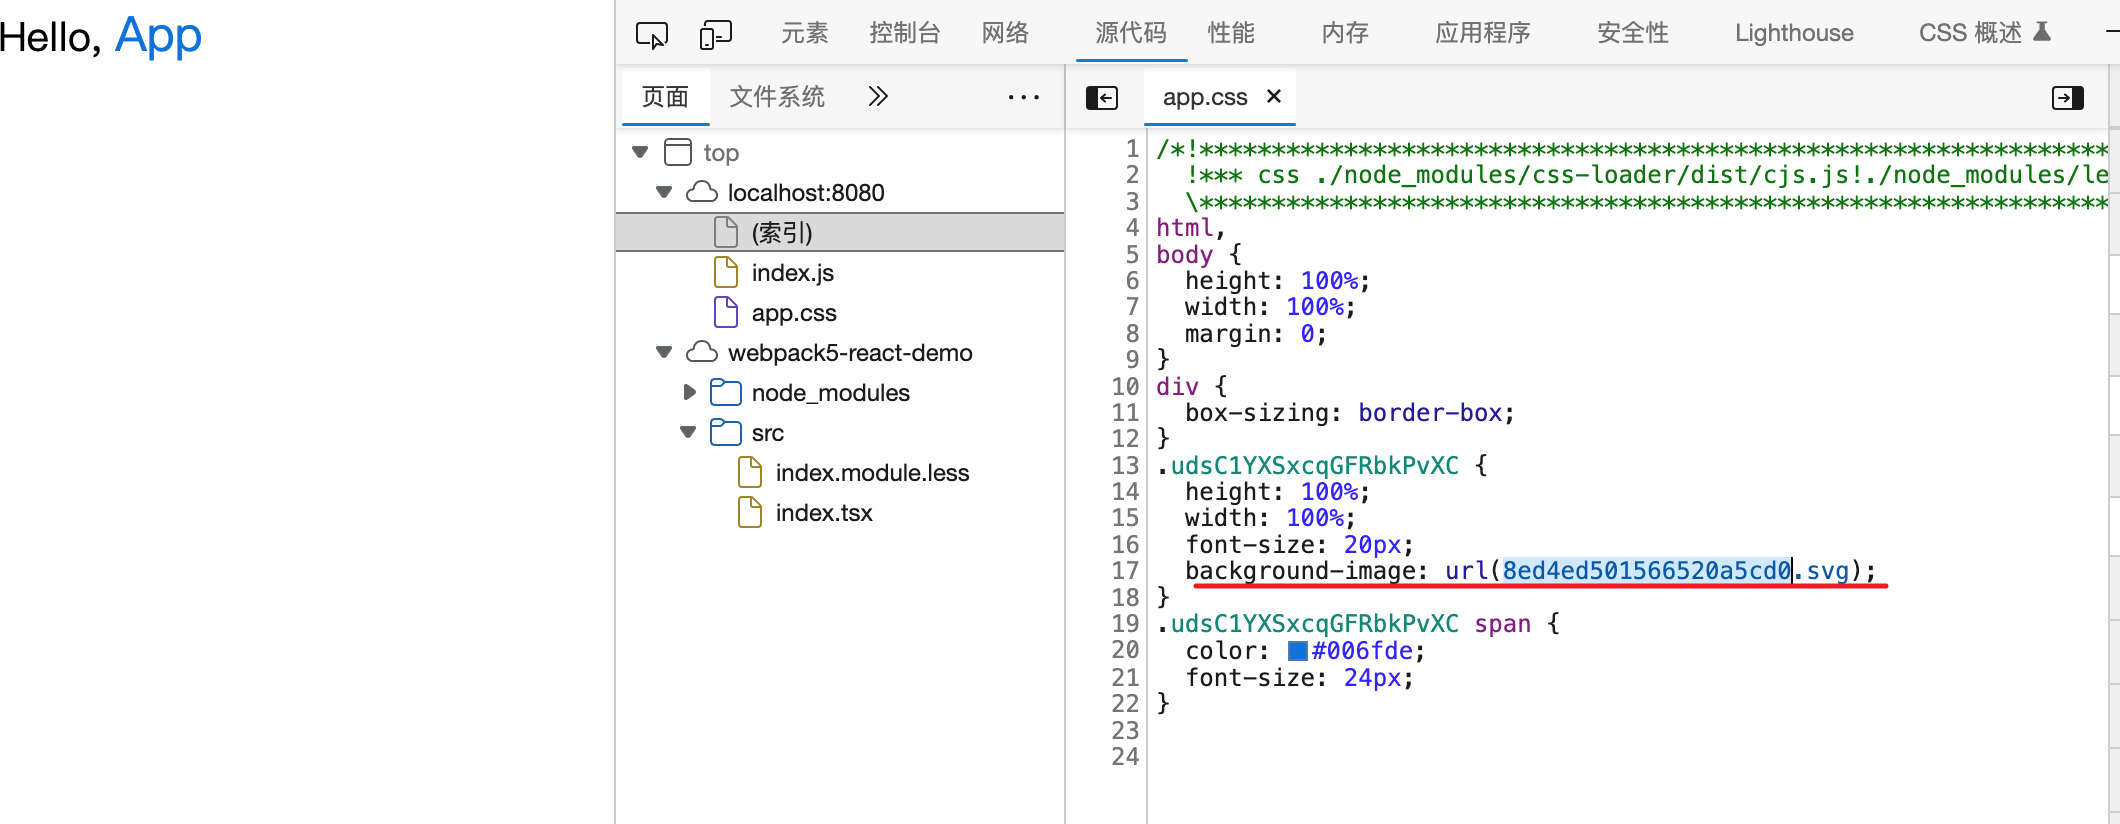 Hello, App
元素 控制台 网络 源代码 性能 内存 应用程序 安全性 Lighthouse CSS 概述
页面 文件系统
top
localhost:8080
(索引)
index.js
app.css
webpack5-react-demo
node_modules
src
index.module.less
index.tsx
app.css
1 /*!***************************************************************
2 !*** css ./node_modules/css-loader/dist/cjs.js!./node_modules/le
3 \***************************************************************
4 html,
5 body {
6 height: 100%;
7 width: 100%;
8 margin: 0;
9 }
10 div {
11 box-sizing: border-box;
12 }
13 .udsC1YXSxcqGFRbkPvXC {
14 height: 100%;
15 width: 100%;
16 font-size: 20px;
17 background-image: url(8ed4ed501566520a5cd0.svg);
18 }
19 .udsC1YXSxcqGFRbkPvXC span {
20 color: #006fde;
21 font-size: 24px;
22 }
23
24